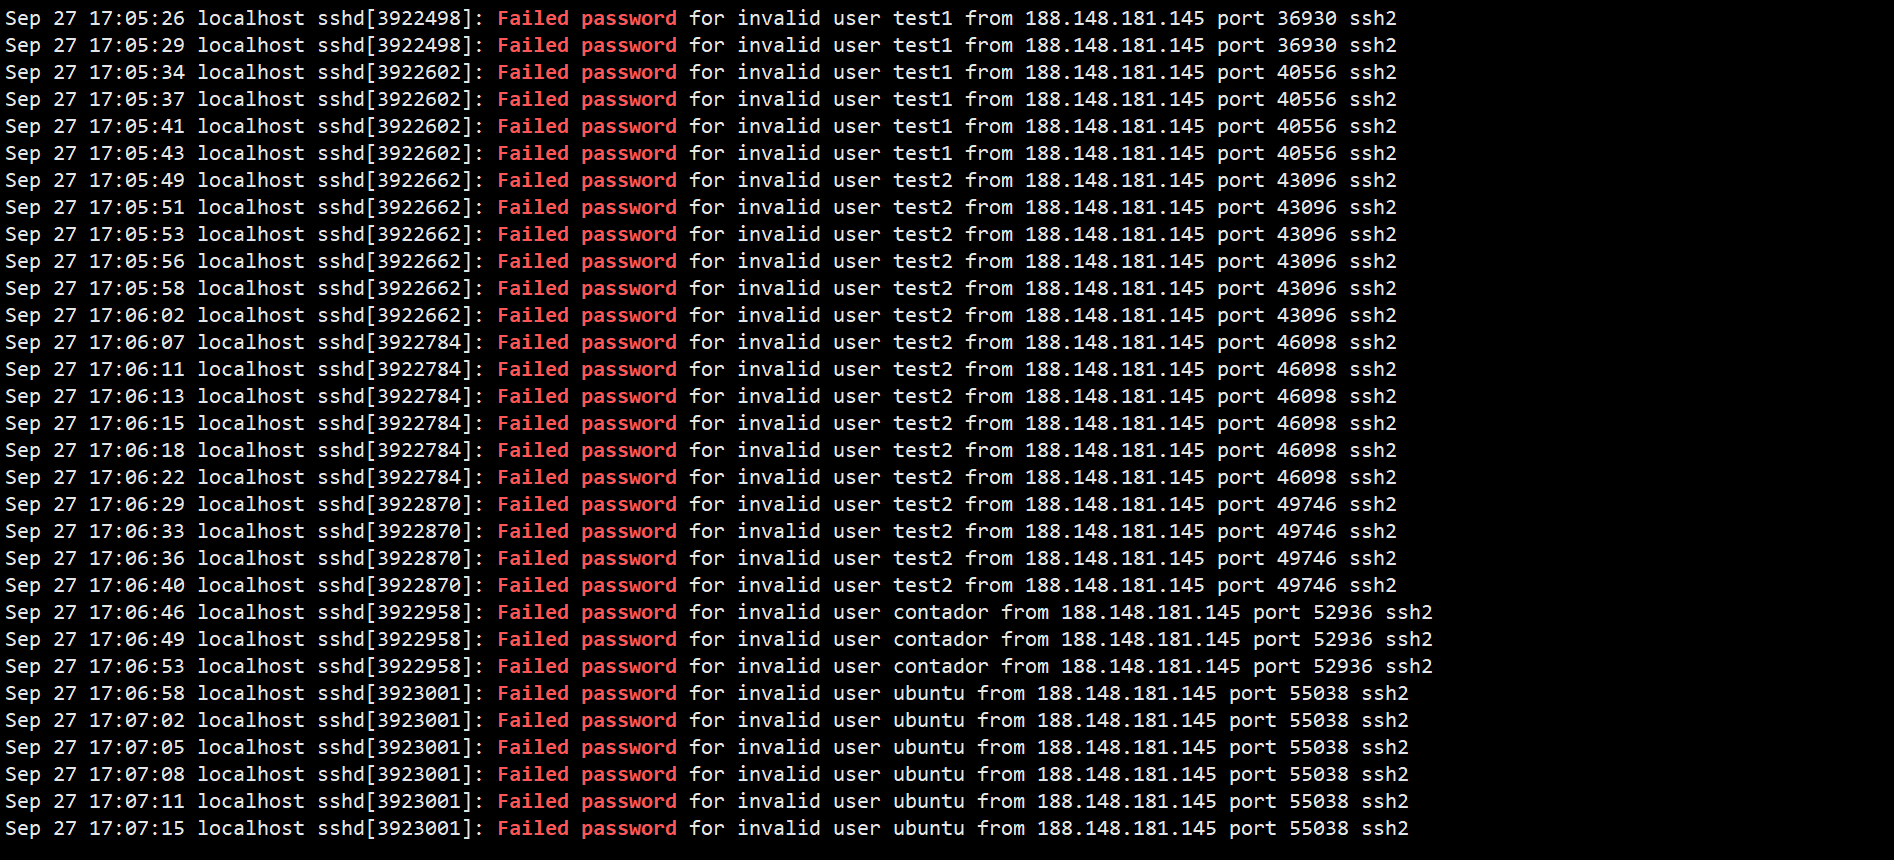 Sep 27 17:05:26 localhost sshd[3922498]: Failed password for invalid user test1 from 188.148.181.145 port 36930 ssh2
Sep 27 17:05:29 localhost sshd[3922498]: Failed password for invalid user test1 from 188.148.181.145 port 36930 ssh2
Sep 27 17:05:34 localhost sshd[3922602]: Failed password for invalid user test1 from 188.148.181.145 port 40556 ssh2
Sep 27 17:05:37 localhost sshd[3922602]: Failed password for invalid user test1 from 188.148.181.145 port 40556 ssh2
Sep 27 17:05:41 localhost sshd[3922602]: Failed password for invalid user test1 from 188.148.181.145 port 40556 ssh2
Sep 27 17:05:43 localhost sshd[3922602]: Failed password for invalid user test1 from 188.148.181.145 port 40556 ssh2
Sep 27 17:05:49 localhost sshd[3922662]: Failed password for invalid user test2 from 188.148.181.145 port 43096 ssh2
Sep 27 17:05:51 localhost sshd[3922662]: Failed password for invalid user test2 from 188.148.181.145 port 43096 ssh2
Sep 27 17:05:53 localhost sshd[3922662]: Failed password for invalid user test2 from 188.148.181.145 port 43096 ssh2
Sep 27 17:05:56 localhost sshd[3922662]: Failed password for invalid user test2 from 188.148.181.145 port 43096 ssh2
Sep 27 17:05:58 localhost sshd[3922662]: Failed password for invalid user test2 from 188.148.181.145 port 43096 ssh2
Sep 27 17:06:02 localhost sshd[3922662]: Failed password for invalid user test2 from 188.148.181.145 port 43096 ssh2
Sep 27 17:06:07 localhost sshd[3922784]: Failed password for invalid user test2 from 188.148.181.145 port 46098 ssh2
Sep 27 17:06:11 localhost sshd[3922784]: Failed password for invalid user test2 from 188.148.181.145 port 46098 ssh2
Sep 27 17:06:13 localhost sshd[3922784]: Failed password for invalid user test2 from 188.148.181.145 port 46098 ssh2
Sep 27 17:06:15 localhost sshd[3922784]: Failed password for invalid user test2 from 188.148.181.145 port 46098 ssh2
Sep 27 17:06:18 localhost sshd[3922784]: Failed password for invalid user test2 from 188.148.181.145 port 46098 ssh2
Sep 27 17:06:22 localhost sshd[3922784]: Failed password for invalid user test2 from 188.148.181.145 port 46098 ssh2
Sep 27 17:06:29 localhost sshd[3922870]: Failed password for invalid user test2 from 188.148.181.145 port 49746 ssh2
Sep 27 17:06:33 localhost sshd[3922870]: Failed password for invalid user test2 from 188.148.181.145 port 49746 ssh2
Sep 27 17:06:36 localhost sshd[3922870]: Failed password for invalid user test2 from 188.148.181.145 port 49746 ssh2
Sep 27 17:06:40 localhost sshd[3922870]: Failed password for invalid user test2 from 188.148.181.145 port 49746 ssh2
Sep 27 17:06:46 localhost sshd[3922958]: Failed password for invalid user contador from 188.148.181.145 port 52936 ssh2
Sep 27 17:06:49 localhost sshd[3922958]: Failed password for invalid user contador from 188.148.181.145 port 52936 ssh2
Sep 27 17:06:53 localhost sshd[3922958]: Failed password for invalid user contador from 188.148.181.145 port 52936 ssh2
Sep 27 17:06:58 localhost sshd[3923001]: Failed password for invalid user ubuntu from 188.148.181.145 port 55038 ssh2
Sep 27 17:07:02 localhost sshd[3923001]: Failed password for invalid user ubuntu from 188.148.181.145 port 55038 ssh2
Sep 27 17:07:05 localhost sshd[3923001]: Failed password for invalid user ubuntu from 188.148.181.145 port 55038 ssh2
Sep 27 17:07:08 localhost sshd[3923001]: Failed password for invalid user ubuntu from 188.148.181.145 port 55038 ssh2
Sep 27 17:07:11 localhost sshd[3923001]: Failed password for invalid user ubuntu from 188.148.181.145 port 55038 ssh2
Sep 27 17:07:15 localhost sshd[3923001]: Failed password for invalid user ubuntu from 188.148.181.145 port 55038 ssh2